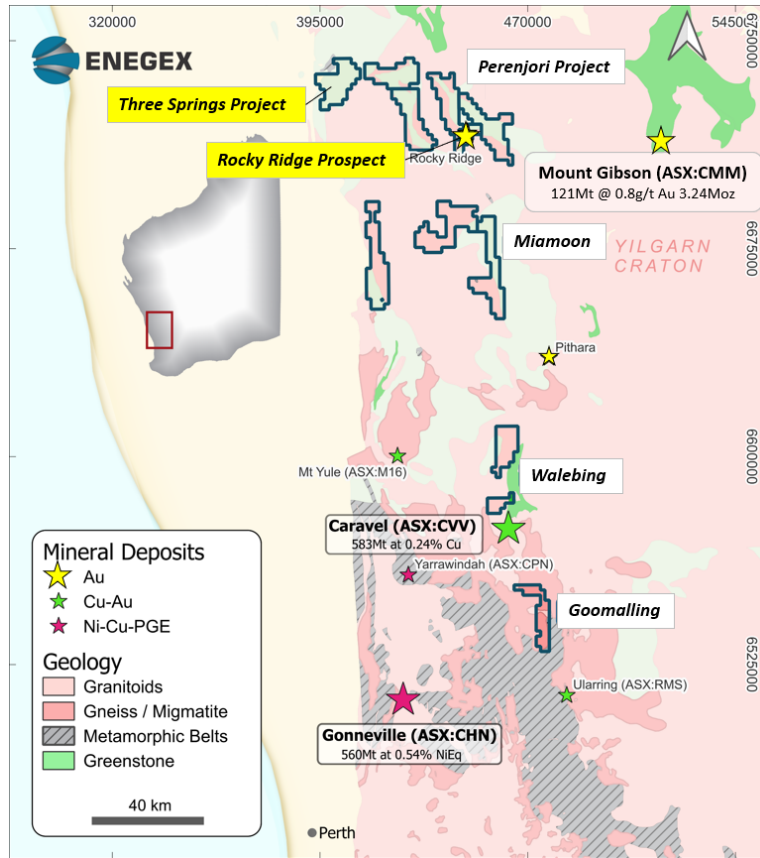 320000
395000
470000
545000
6750000
ENEGEX
Perenjori Project
Three Springs Project
Rocky Ridge Prospect
Rocky Ridge
Mount Gibson (ASX:CMM)
121Mt @ 0.8g/t Au 3.24Moz
Miamoon
YILGARN
CRATON
6675000
Pithara
6600000
Mt Yule (ASX:M16)
Walebing
Caravel (ASX:CVV)
583Mt at 0.24% Cu
Yarrawindah (ASX:CPN)
Goomalling
6525000
Ularring (ASX:RMS)
Gonneville (ASX:CHN)
560Mt at 0.54% NiEq
Perth
Mineral Deposits
Au
Cu-Au
Ni-Cu-PGE
Geology
Granitoids
Gneiss / Migmatite
Metamorphic Belts
Greenstone
40 km